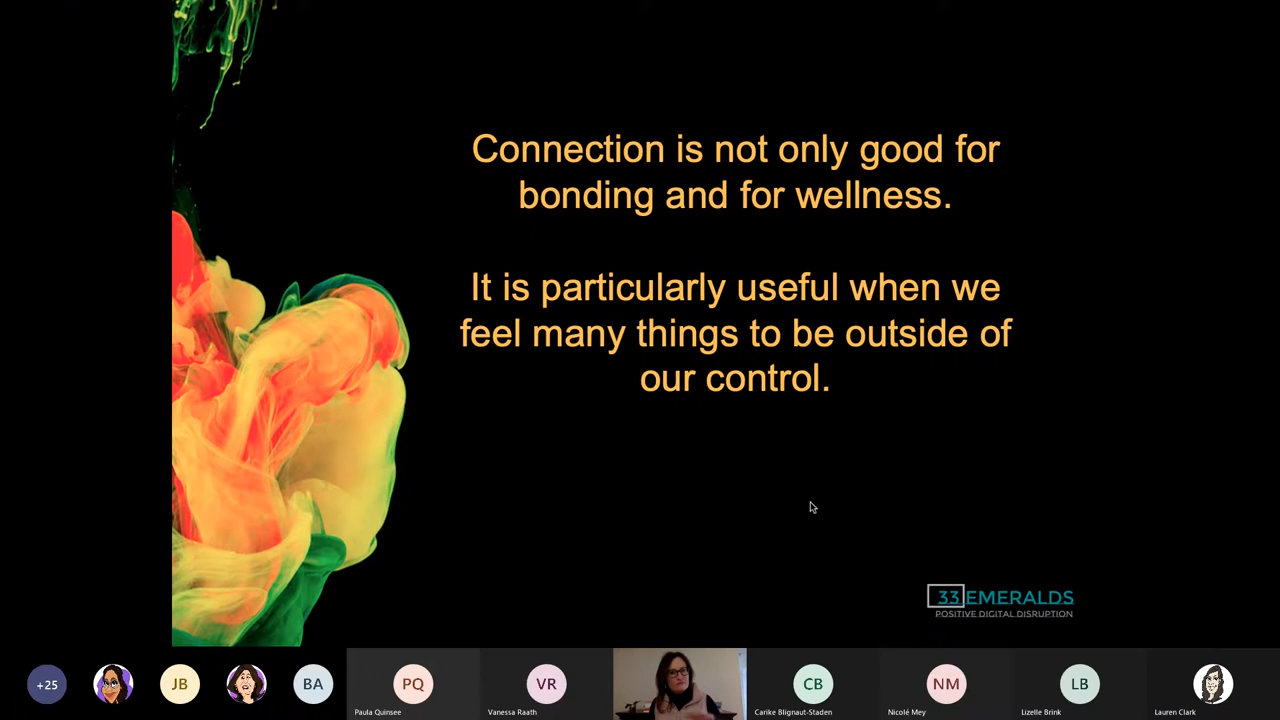 Connection is not only good for
bonding and for wellness.
It is particularly useful when we
feel many things to be outside of
our control.
33EMERALDS
POSITIVE DIGITAL DISRUPTION
+25
JB
BA
PQ
VR
CB
NM
LB
Paula Quinsee
Vanessa Raath
Carike Blignaut-Staden
Nicolé Mey
Lizelle Brink
Lauren Clark